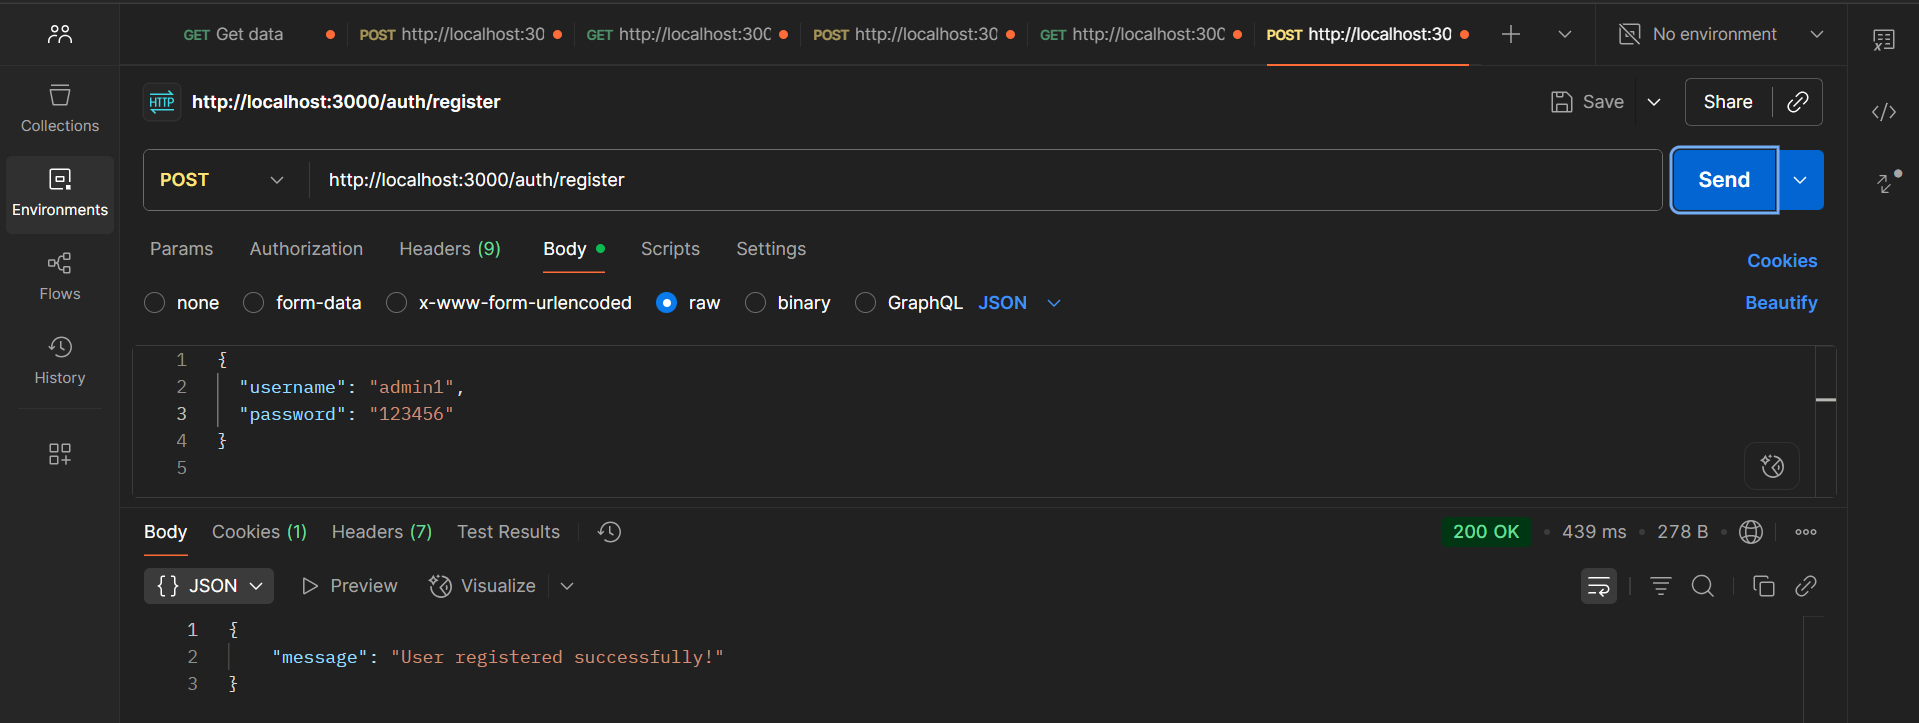 GET Get data
POST http://localhost:30
GET http://localhost:300
POST http://localhost:30
GET http://localhost:300
POST http://localhost:30
No environment
HTTP http://localhost:3000/auth/register
Save
Share
Collections
Environments
Flows
History
POST
http://localhost:3000/auth/register
Send
Params Authorization Headers (9) Body Scripts Settings
Cookies
none form-data x-www-form-urlencoded raw binary GraphQL JSON
Beautify
1 {
2 "username": "admin1",
3 "password": "123456"
4 }
5
Body Cookies (1) Headers (7) Test Results
200 OK • 439 ms • 278 B
{} JSON Preview Visualize
1 {
2 "message": "User registered successfully!"
3 }